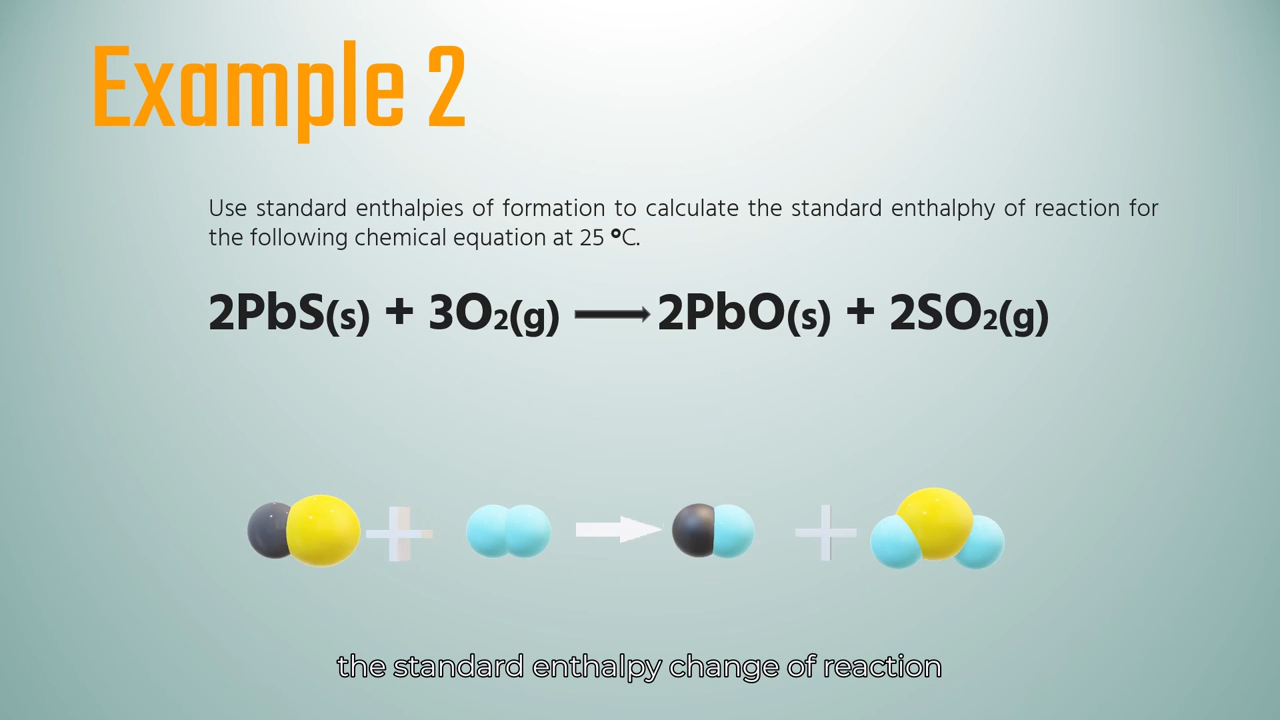 Example 2
Use standard enthalpies of formation to calculate the standard enthalphy of reaction for
the following chemical equation at 25 °C.
2PbS(s) + 3O₂(g) ⟶ 2PbO(s) + 2SO₂(g)
the standard enthalpy change of reaction